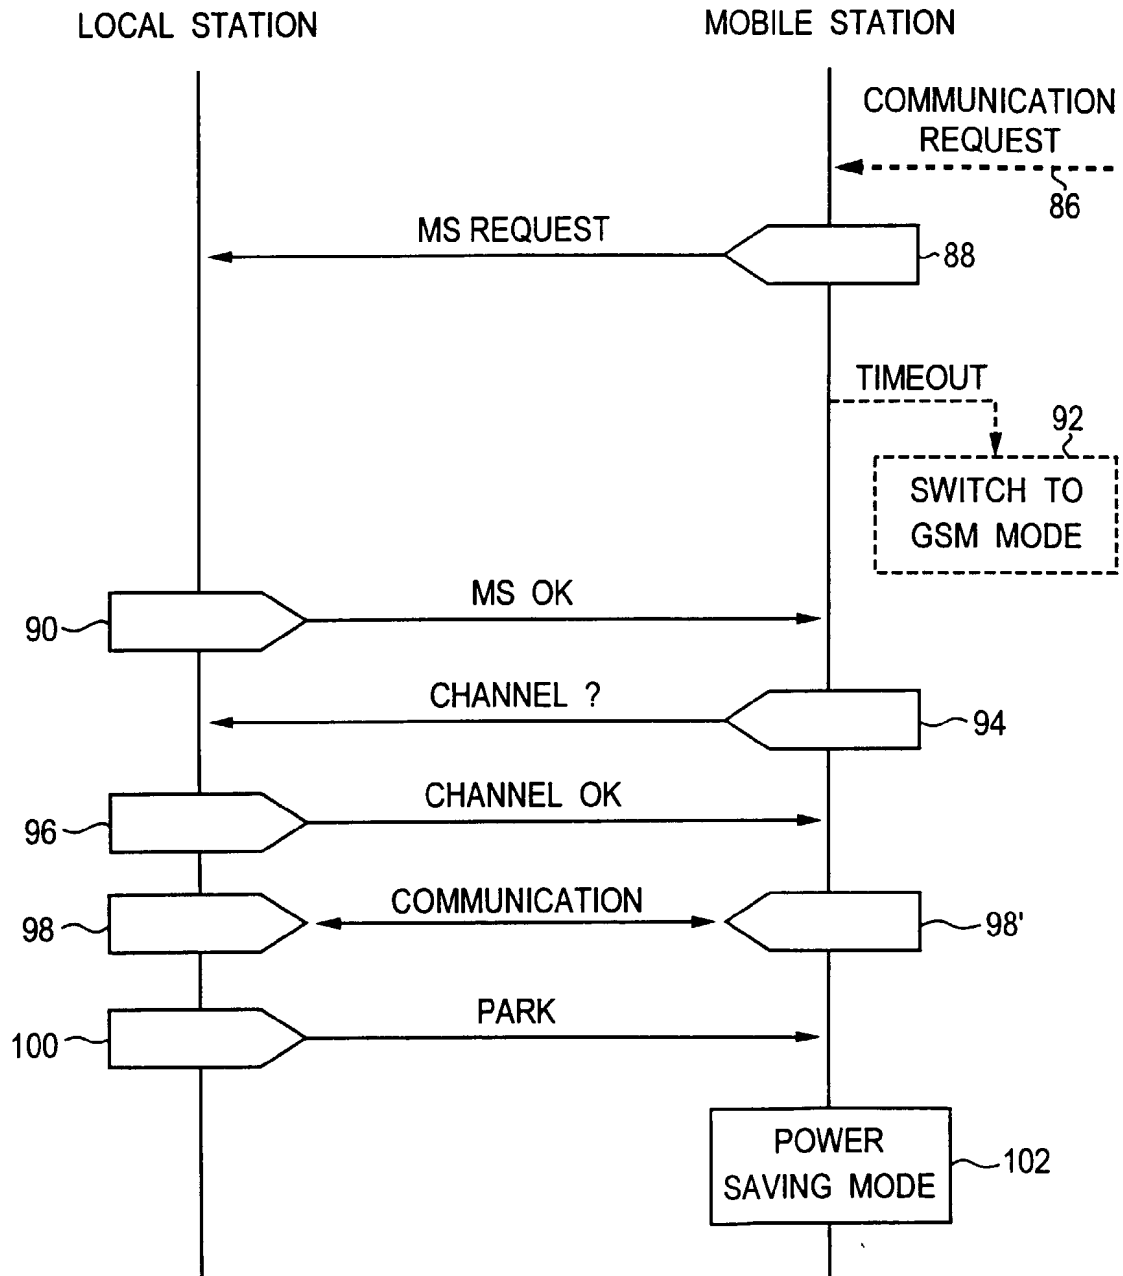 LOCAL STATION
MOBILE STATION
COMMUNICATION
REQUEST
86
MS REQUEST
88
TIMEOUT
92
SWITCH TO
GSM MODE
MS OK
90
CHANNEL ?
94
CHANNEL OK
96
COMMUNICATION
98
98'
PARK
100
POWER
SAVING MODE
102